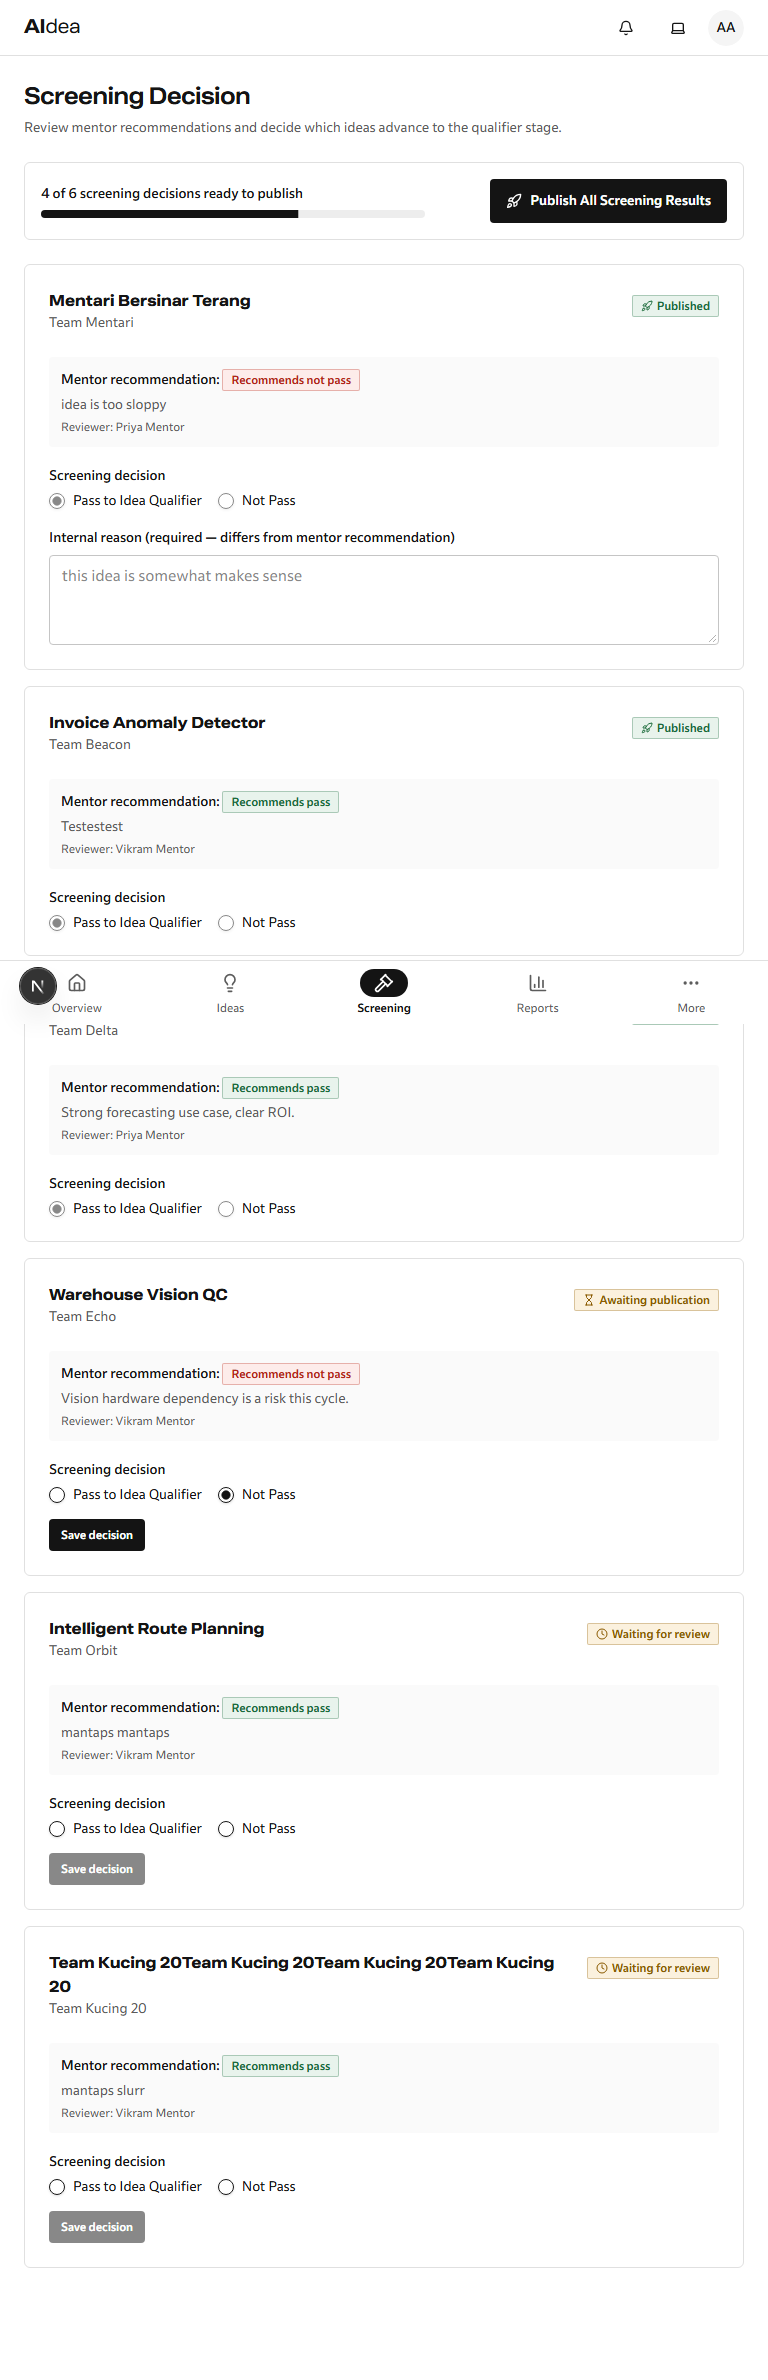 AIdea
AA
Screening Decision
Review mentor recommendations and decide which ideas advance to the qualifier stage.
4 of 6 screening decisions ready to publish
Publish All Screening Results
Mentari Bersinar Terang
Published
Team Mentari
Mentor recommendation: Recommends not pass
idea is too sloppy
Reviewer: Priya Mentor
Screening decision
Pass to Idea Qualifier Not Pass
Internal reason (required — differs from mentor recommendation)
this idea is somewhat makes sense
Invoice Anomaly Detector
Published
Team Beacon
Mentor recommendation: Recommends pass
Testestest
Reviewer: Vikram Mentor
Screening decision
Pass to Idea Qualifier Not Pass
N
Overview Ideas Screening Reports More
Team Delta
Mentor recommendation: Recommends pass
Strong forecasting use case, clear ROI.
Reviewer: Priya Mentor
Screening decision
Pass to Idea Qualifier Not Pass
Warehouse Vision QC
Awaiting publication
Team Echo
Mentor recommendation: Recommends not pass
Vision hardware dependency is a risk this cycle.
Reviewer: Vikram Mentor
Screening decision
Pass to Idea Qualifier Not Pass
Save decision
Intelligent Route Planning
Waiting for review
Team Orbit
Mentor recommendation: Recommends pass
mantaps mantaps
Reviewer: Vikram Mentor
Screening decision
Pass to Idea Qualifier Not Pass
Save decision
Team Kucing 20Team Kucing 20Team Kucing 20Team Kucing
20
Waiting for review
Team Kucing 20
Mentor recommendation: Recommends pass
mantaps slurr
Reviewer: Vikram Mentor
Screening decision
Pass to Idea Qualifier Not Pass
Save decision